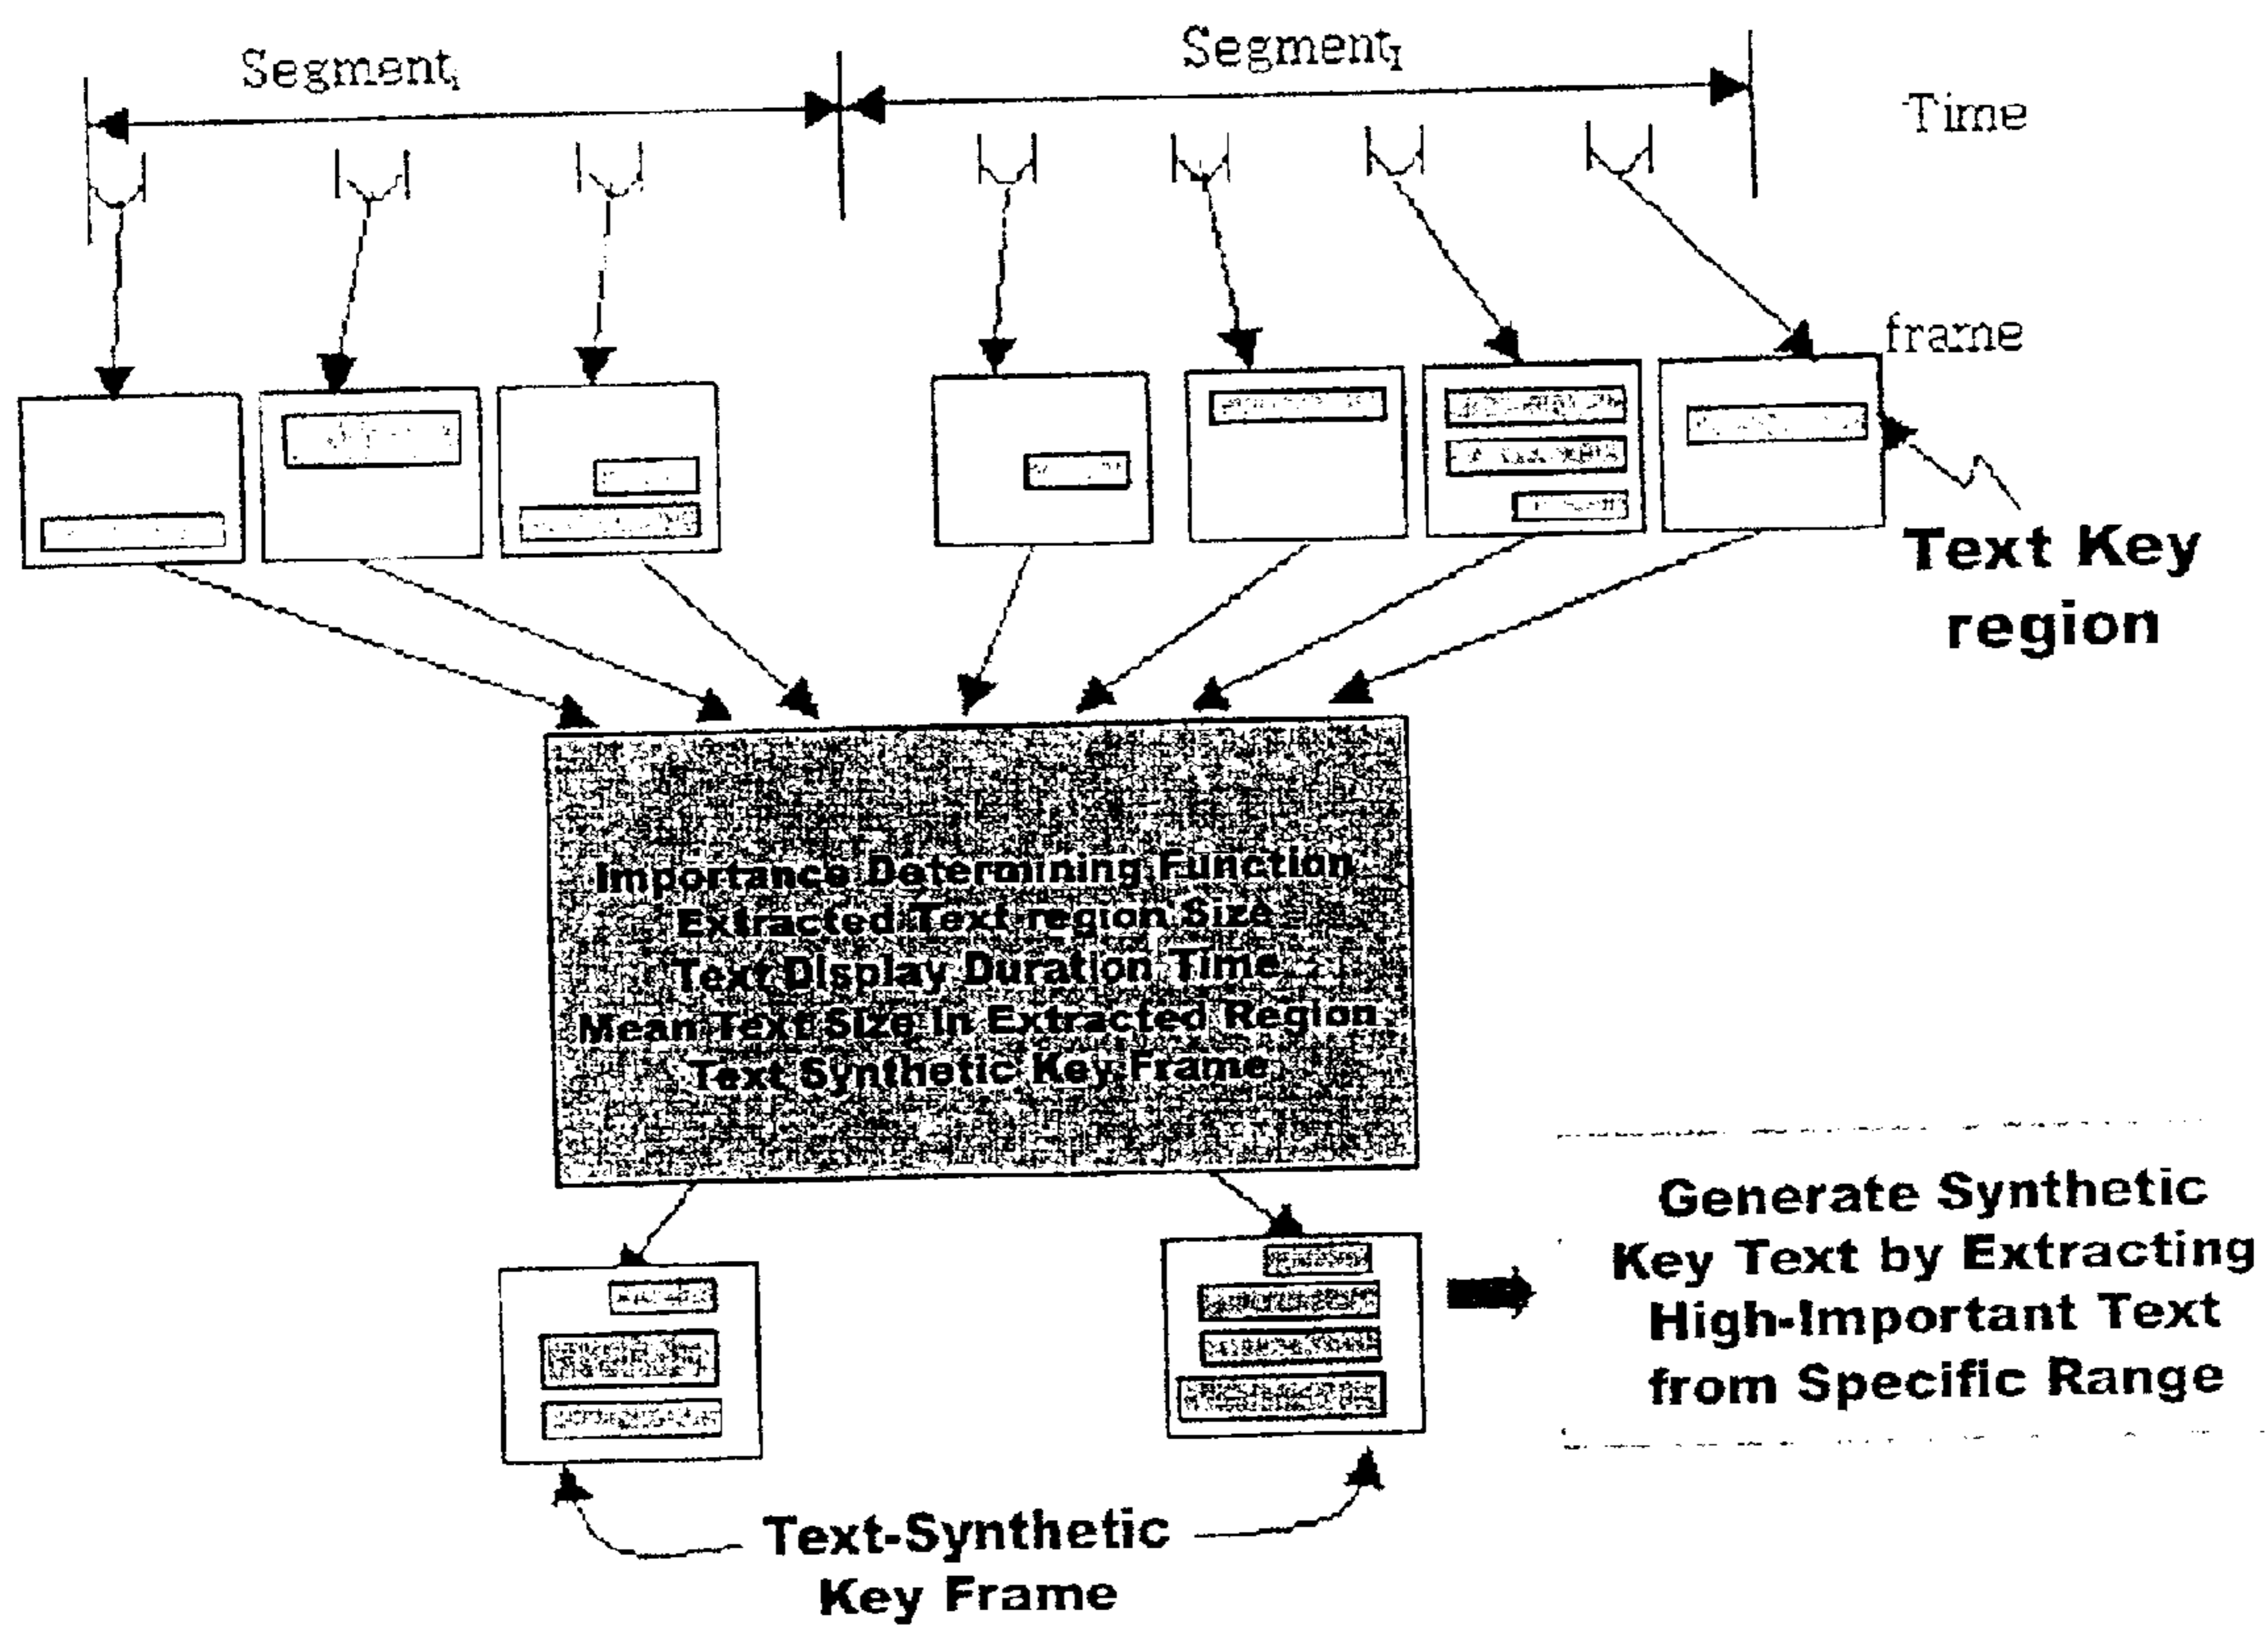 Segment
Segment
Time
frame
Text Key
region
Importance Determining Function
Extracted Text region Size
Text Display Duration Time
Mean Text Size in Extracted Region
Text Synthetic Key Frame
Generate Synthetic
Key Text by Extracting
High-Important Text
from Specific Range
Text-Synthetic
Key Frame